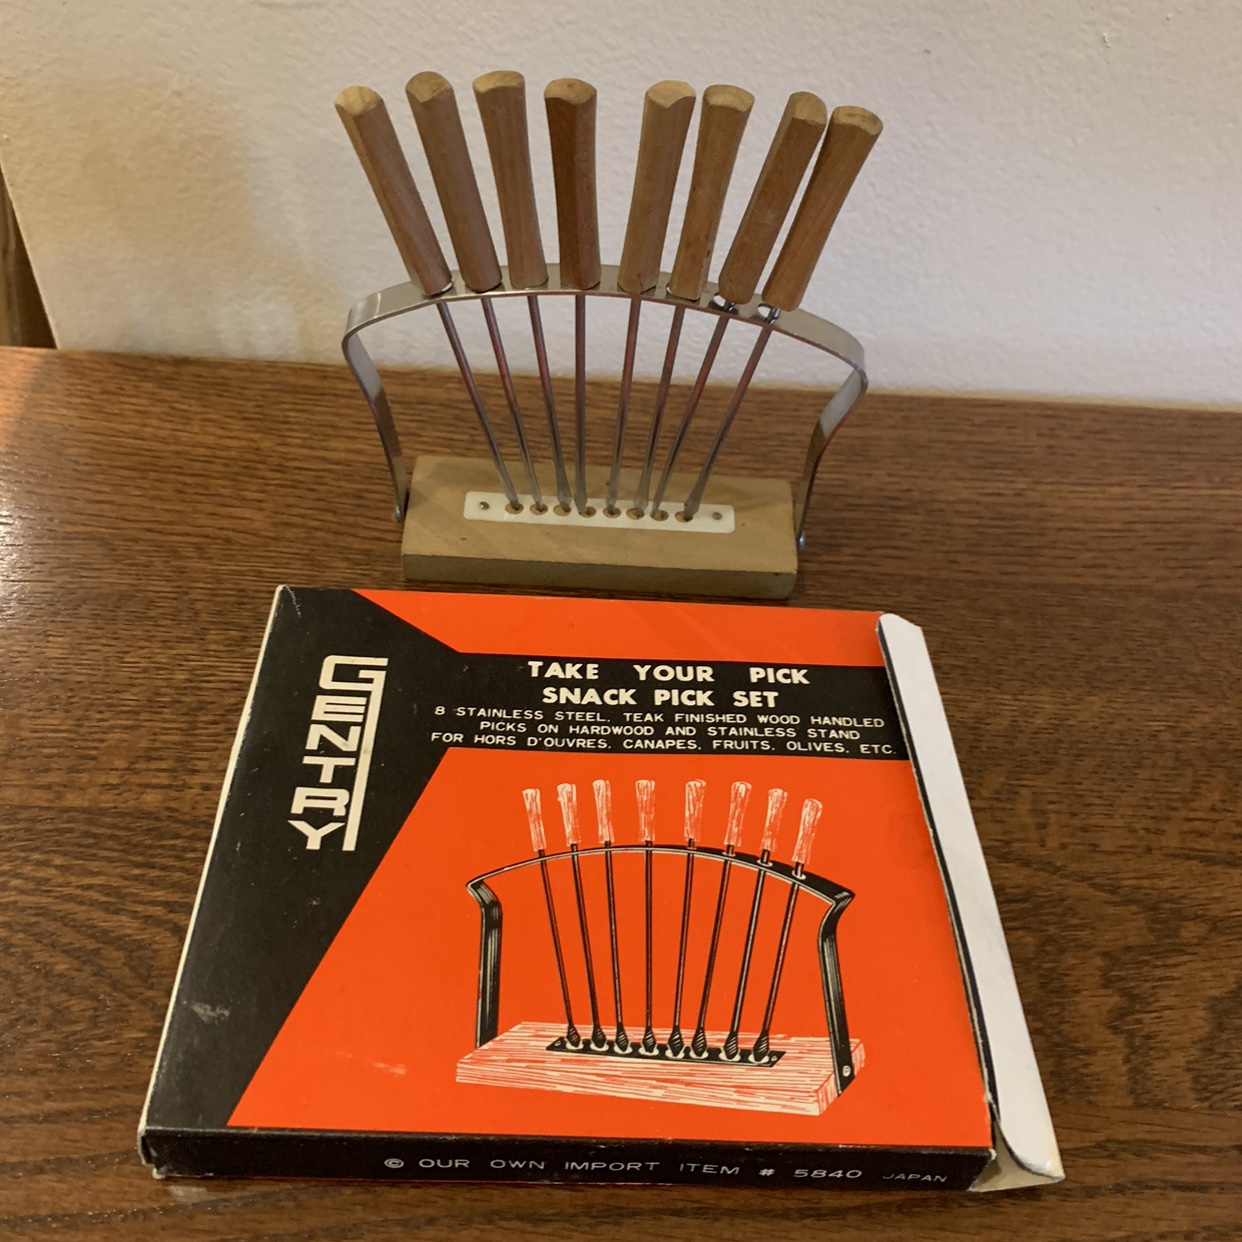 GENTRY
TAKE YOUR PICK
SNACK PICK SET
8 STAINLESS STEEL, TEAK FINISHED WOOD HANDLED
PICKS ON HARDWOOD AND STAINLESS STAND
FOR HORS D'OUVRES, CANAPES, FRUITS, OLIVES, ETC.
© OUR OWN IMPORT ITEM # 5840 JAPAN